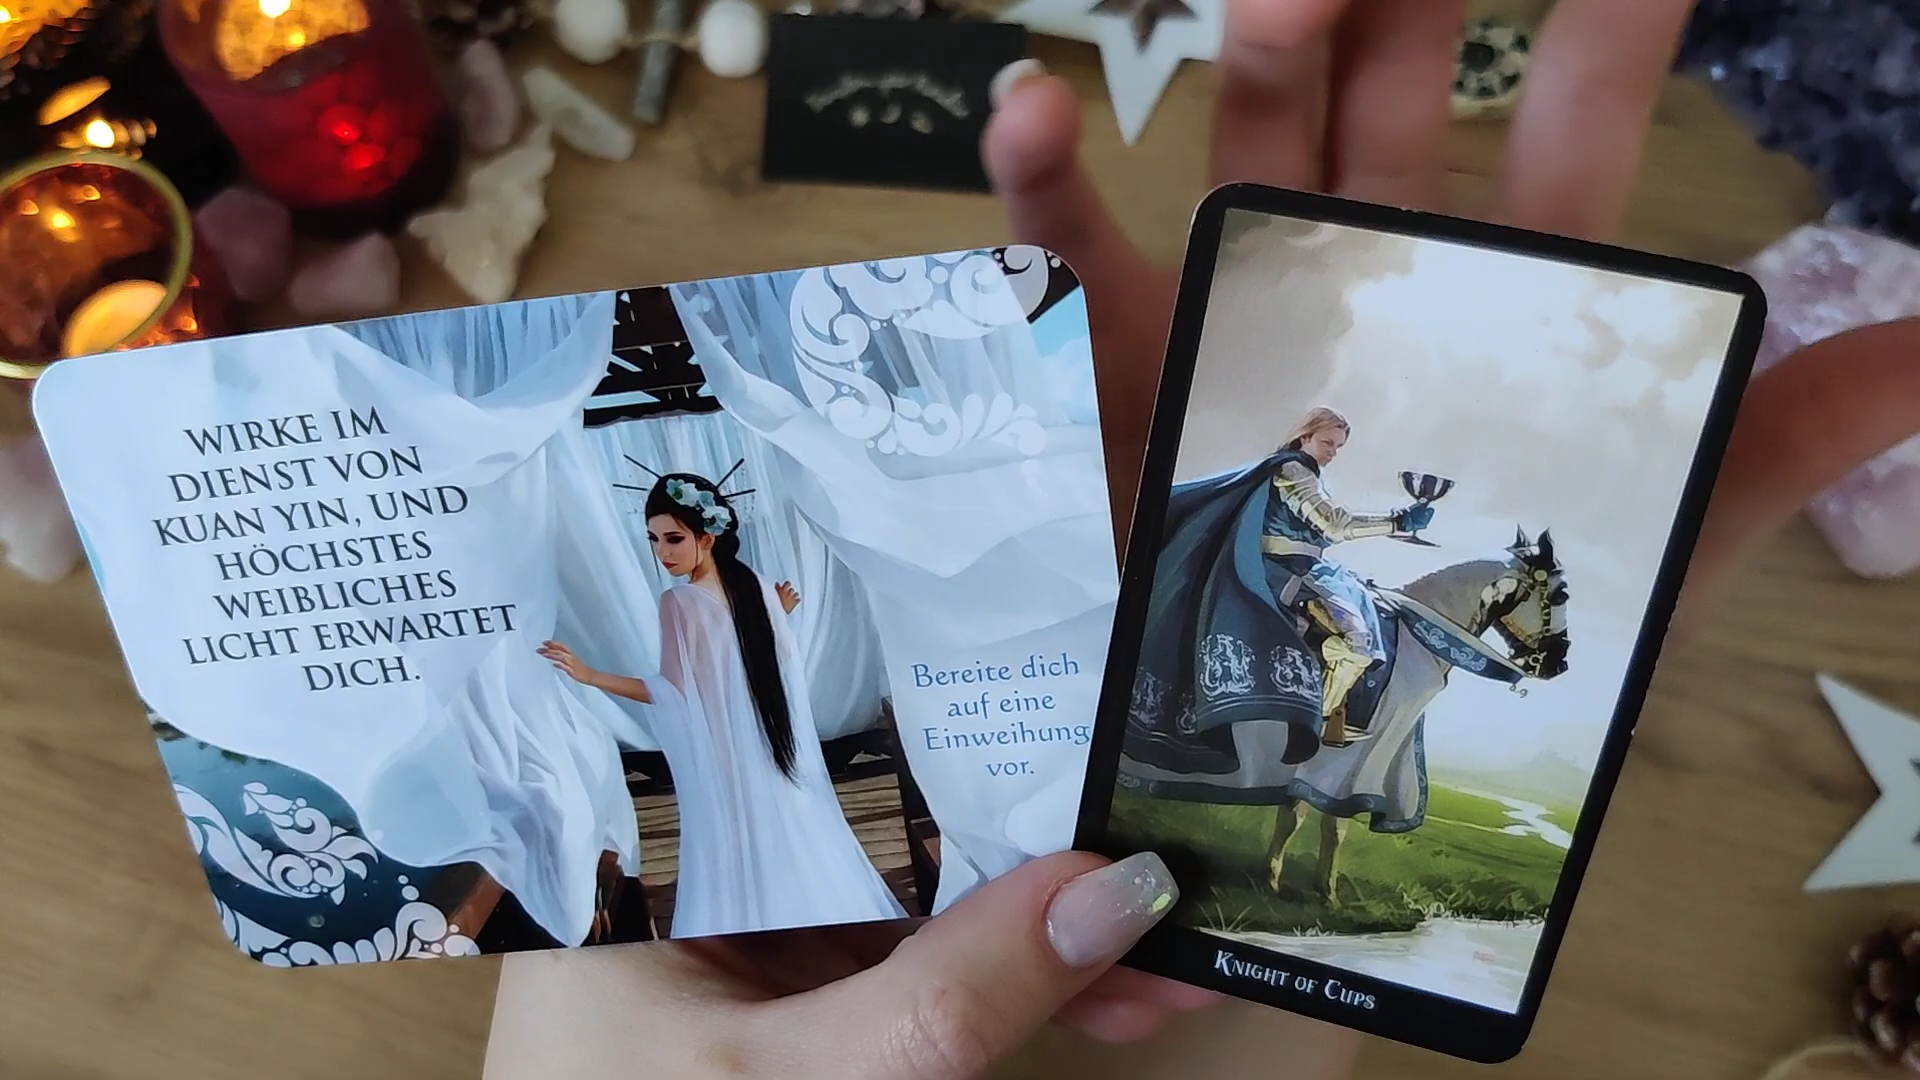 WIRKE IM
DIENST VON
KUAN YIN, UND
HÖCHSTES
WEIBLICHES
LICHT ERWARTET
DICH.
Bereite dich
auf eine
Einweihung
vor.
KNIGHT OF CUPS